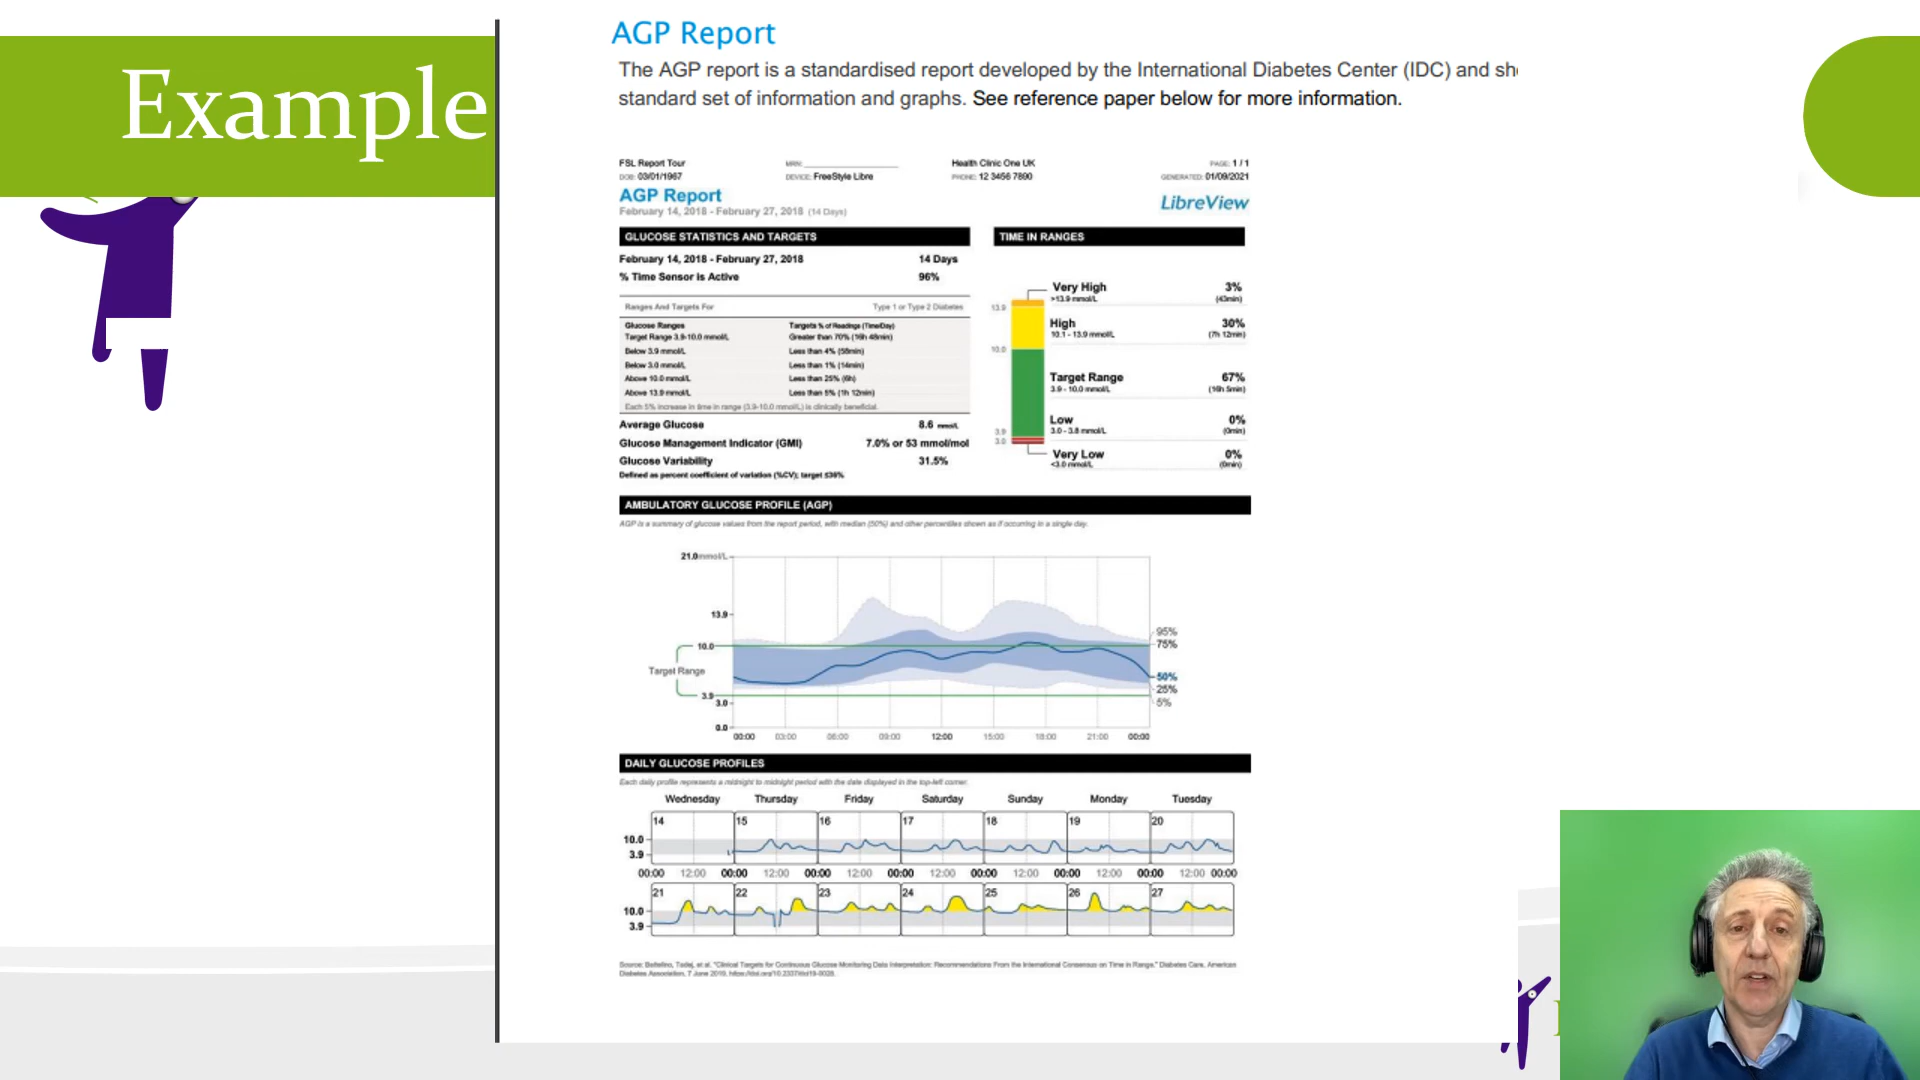 Example
AGP Report
The AGP report is a standardised report developed by the International Diabetes Center (IDC) and sh
standard set of information and graphs. See reference paper below for more information.
FSL Report Tour MRN: Health Clinic One UK PAGE: 1 / 1
DOB: 03/01/1967 DEVICE: FreeStyle Libre PHONE: 12 3456 7890 GENERATED: 01/09/2021
AGP Report
LibreView
February 14, 2018 - February 27, 2018 (14 Days)
GLUCOSE STATISTICS AND TARGETS
February 14, 2018 - February 27, 2018 14 Days
% Time Sensor is Active 96%
Ranges And Targets For Type 1 or Type 2 Diabetes
Glucose Ranges Targets % of Readings (Time/Day)
Target Range 3.9-10.0 mmol/L Greater than 70% (16h 48min)
Below 3.9 mmol/L Less than 4% (58min)
Below 3.0 mmol/L Less than 1% (14min)
Above 10.0 mmol/L Less than 25% (6h)
Above 13.9 mmol/L Less than 5% (1h 12min)
Each 5% increase in time in range (3.9-10.0 mmol/L) is clinically beneficial.
Average Glucose 8.6 mmol/L
Glucose Management Indicator (GMI) 7.0% or 53 mmol/mol
Glucose Variability 31.5%
Defined as percent coefficient of variation (%CV); target ≤36%
TIME IN RANGES
Very High 3%
>13.9 mmol/L (43min)
13.9
High 30%
10.1 - 13.9 mmol/L (7h 12min)
10.0
Target Range 67%
3.9 - 10.0 mmol/L (16h 5min)
Low 0%
3.0 - 3.8 mmol/L (0min)
3.9
3.0
Very Low 0%
<3.0 mmol/L (0min)
AMBULATORY GLUCOSE PROFILE (AGP)
AGP is a summary of glucose values from the report period, with median (50%) and other percentiles shown as if occurring in a single day.
21.0 mmol/L
13.9
95%
75%
10.0
Target Range
50%
25%
3.9
5%
3.0
0.0
00:00 03:00 06:00 09:00 12:00 15:00 18:00 21:00 00:00
DAILY GLUCOSE PROFILES
Each daily profile represents a midnight to midnight period with the date displayed in the top-left corner.
Wednesday Thursday Friday Saturday Sunday Monday Tuesday
14 15 16 17 18 19 20
10.0
3.9
00:00 12:00 00:00 12:00 00:00 12:00 00:00 12:00 00:00 12:00 00:00 12:00 00:00 12:00 00:00
21 22 23 24 25 26 27
10.0
3.9
Source: Battelino, Tadej, et al. "Clinical Targets for Continuous Glucose Monitoring Data Interpretation: Recommendations From the International Consensus on Time in Range." Diabetes Care, American
Diabetes Association, 7 June 2019, https://doi.org/10.2337/dci19-0028.